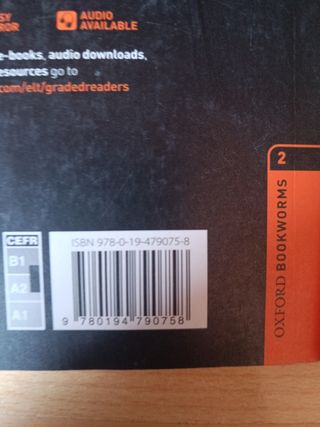 AUDIO
AVAILABLE
e-books, audio downloads,
go to
.com/elt/gradedreaders
2
OXFORD BOOKWORMS
CEFR
B1
A2
A1
ISBN 978-0-19-479075-8
9 780194 790758